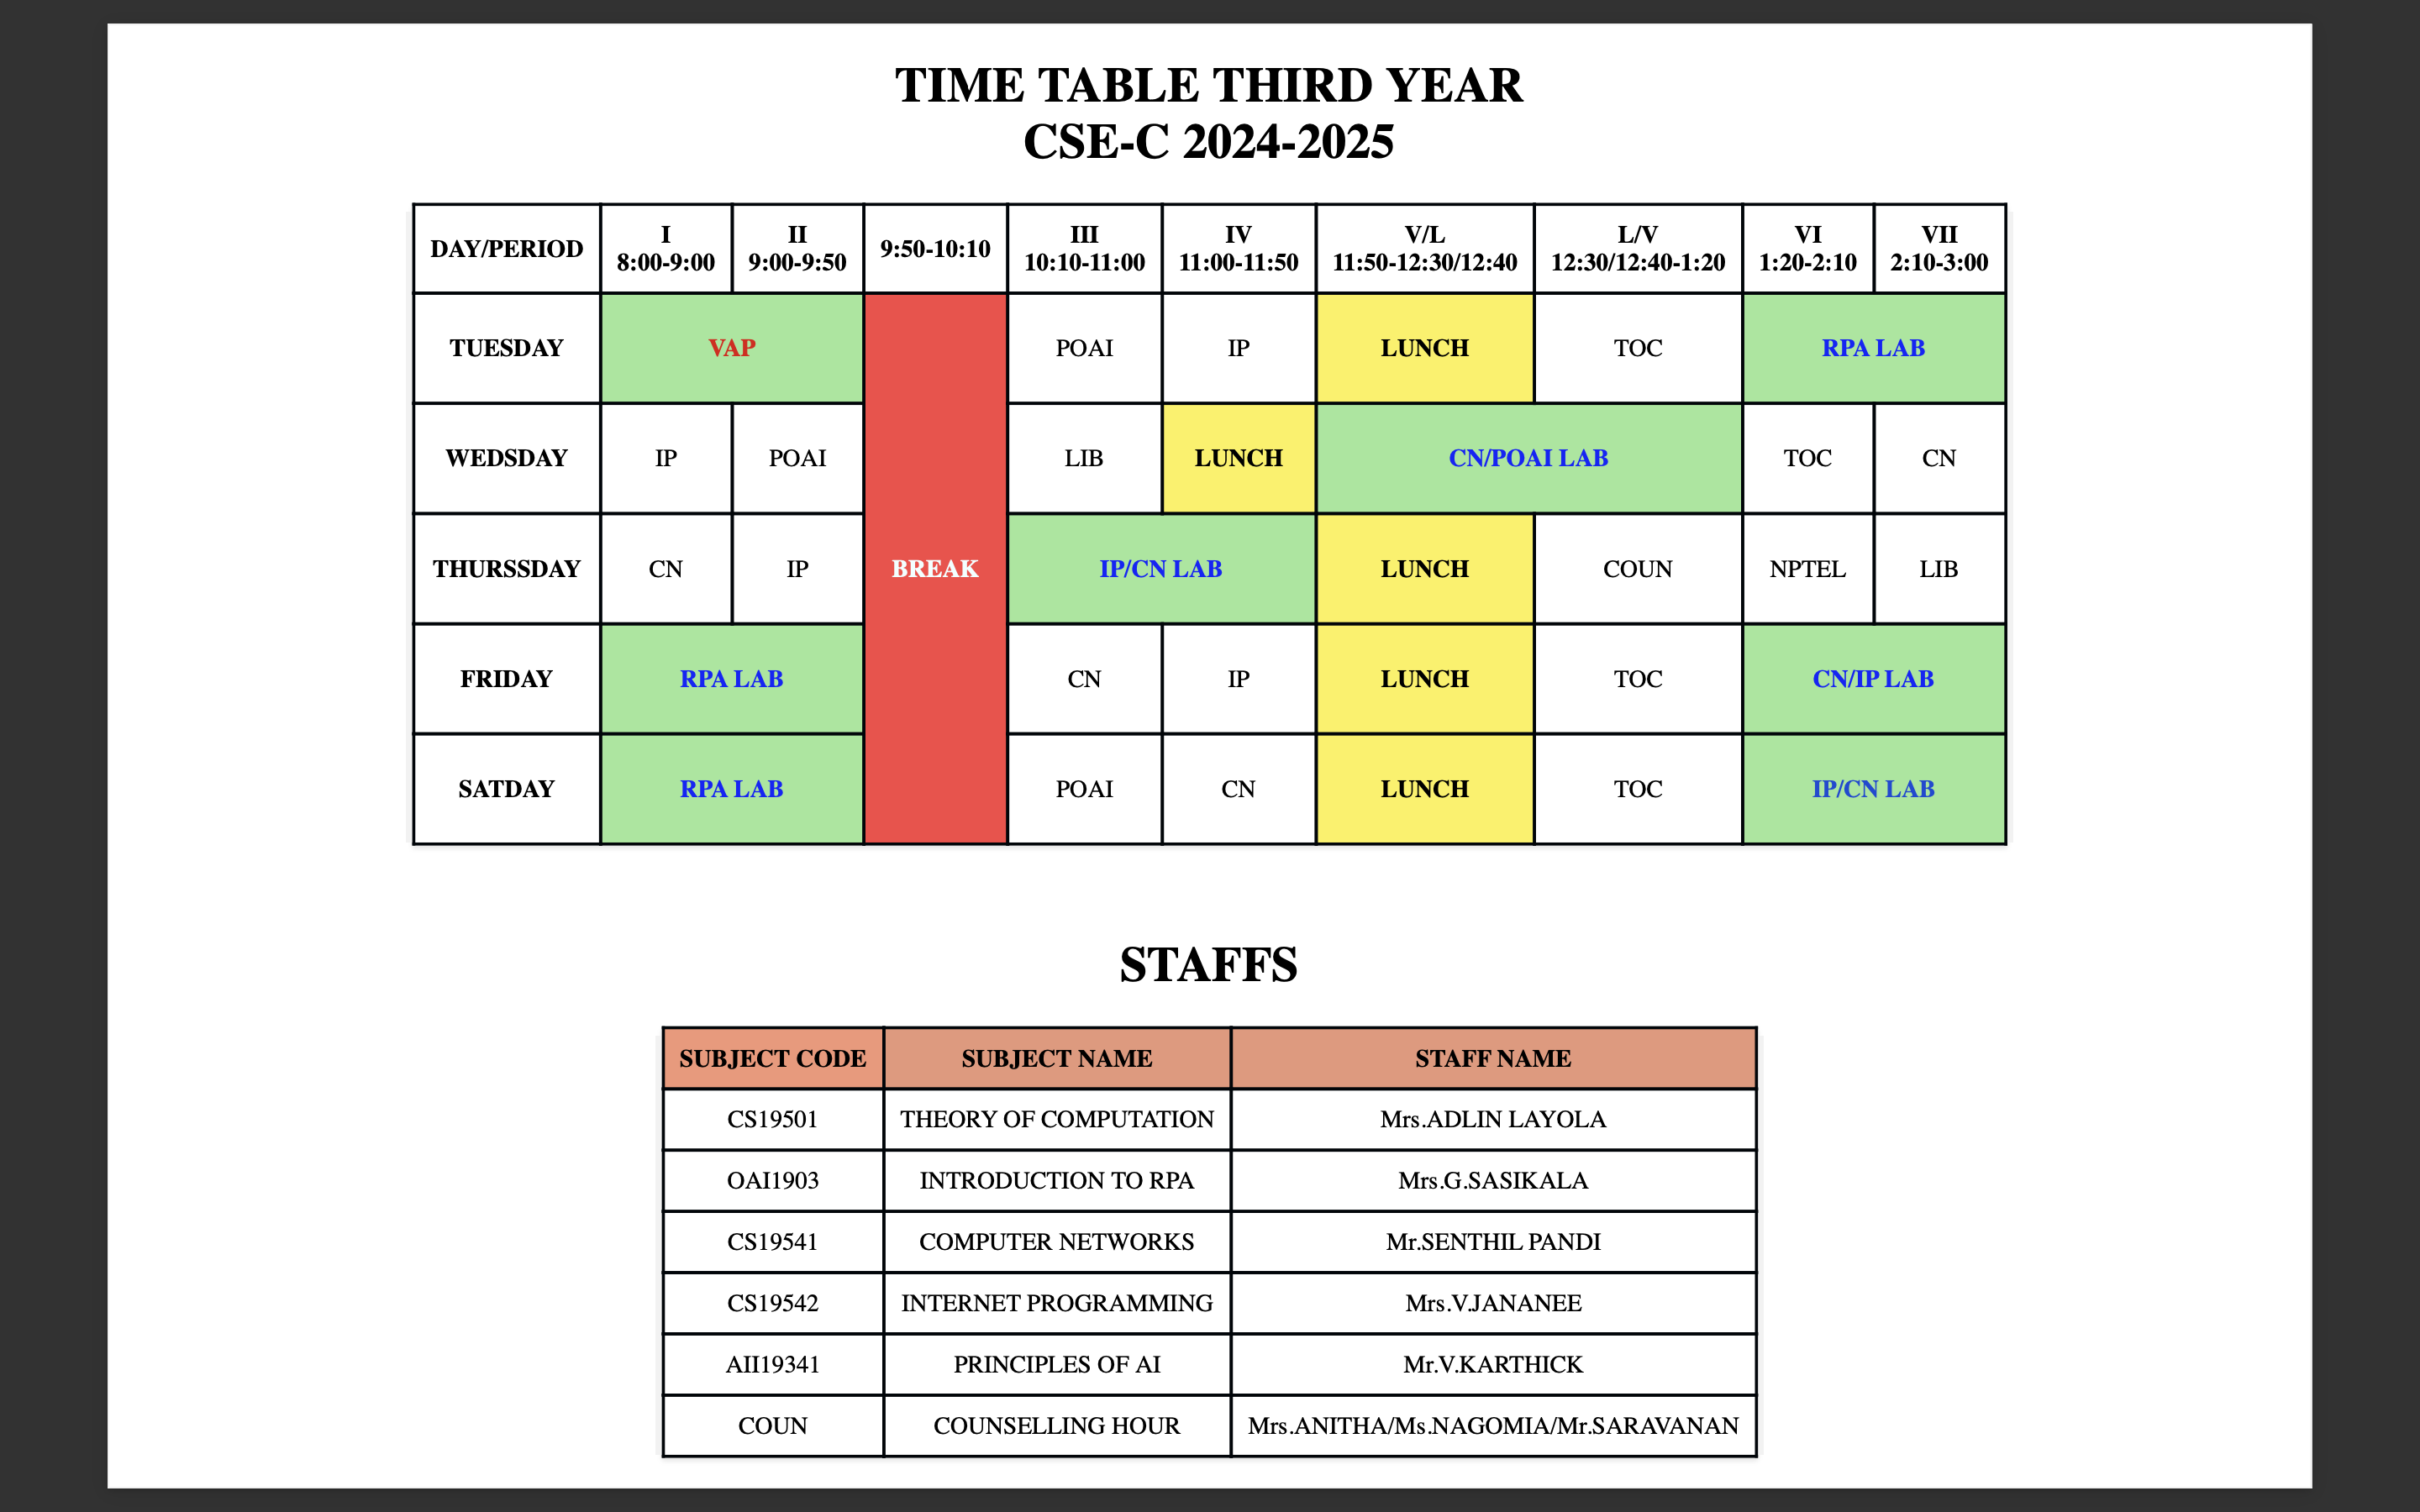 TIME TABLE THIRD YEAR
CSE-C 2024-2025
DAY/PERIOD I 8:00-9:00 II 9:00-9:50 9:50-10:10 III 10:10-11:00 IV 11:00-11:50 V/L 11:50-12:30/12:40 L/V 12:30/12:40-1:20 VI 1:20-2:10 VII 2:10-3:00
TUESDAY VAP POAI IP LUNCH TOC RPA LAB
WEDSDAY IP POAI LIB LUNCH CN/POAI LAB TOC CN
THURSSDAY CN IP BREAK IP/CN LAB LUNCH COUN NPTEL LIB
FRIDAY RPA LAB CN IP LUNCH TOC CN/IP LAB
SATDAY RPA LAB POAI CN LUNCH TOC IP/CN LAB
STAFFS
SUBJECT CODE SUBJECT NAME STAFF NAME
CS19501 THEORY OF COMPUTATION Mrs.ADLIN LAYOLA
OAI1903 INTRODUCTION TO RPA Mrs.G.SASIKALA
CS19541 COMPUTER NETWORKS Mr.SENTHIL PANDI
CS19542 INTERNET PROGRAMMING Mrs.V.JANANEE
AII19341 PRINCIPLES OF AI Mr.V.KARTHICK
COUN COUNSELLING HOUR Mrs.ANITHA/Ms.NAGOMIA/Mr.SARAVANAN